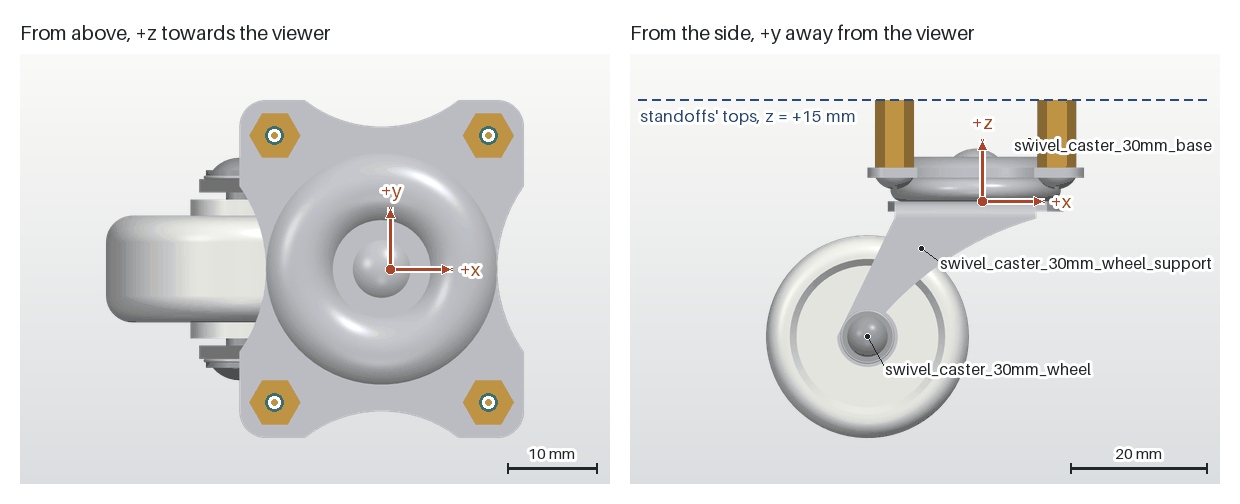 From above, +z towards the viewer
From the side, +y away from the viewer
+y
+x
10 mm
standoffs' tops, z = +15 mm
+z
swivel_caster_30mm_base
+x
swivel_caster_30mm_wheel_support
swivel_caster_30mm_wheel
20 mm